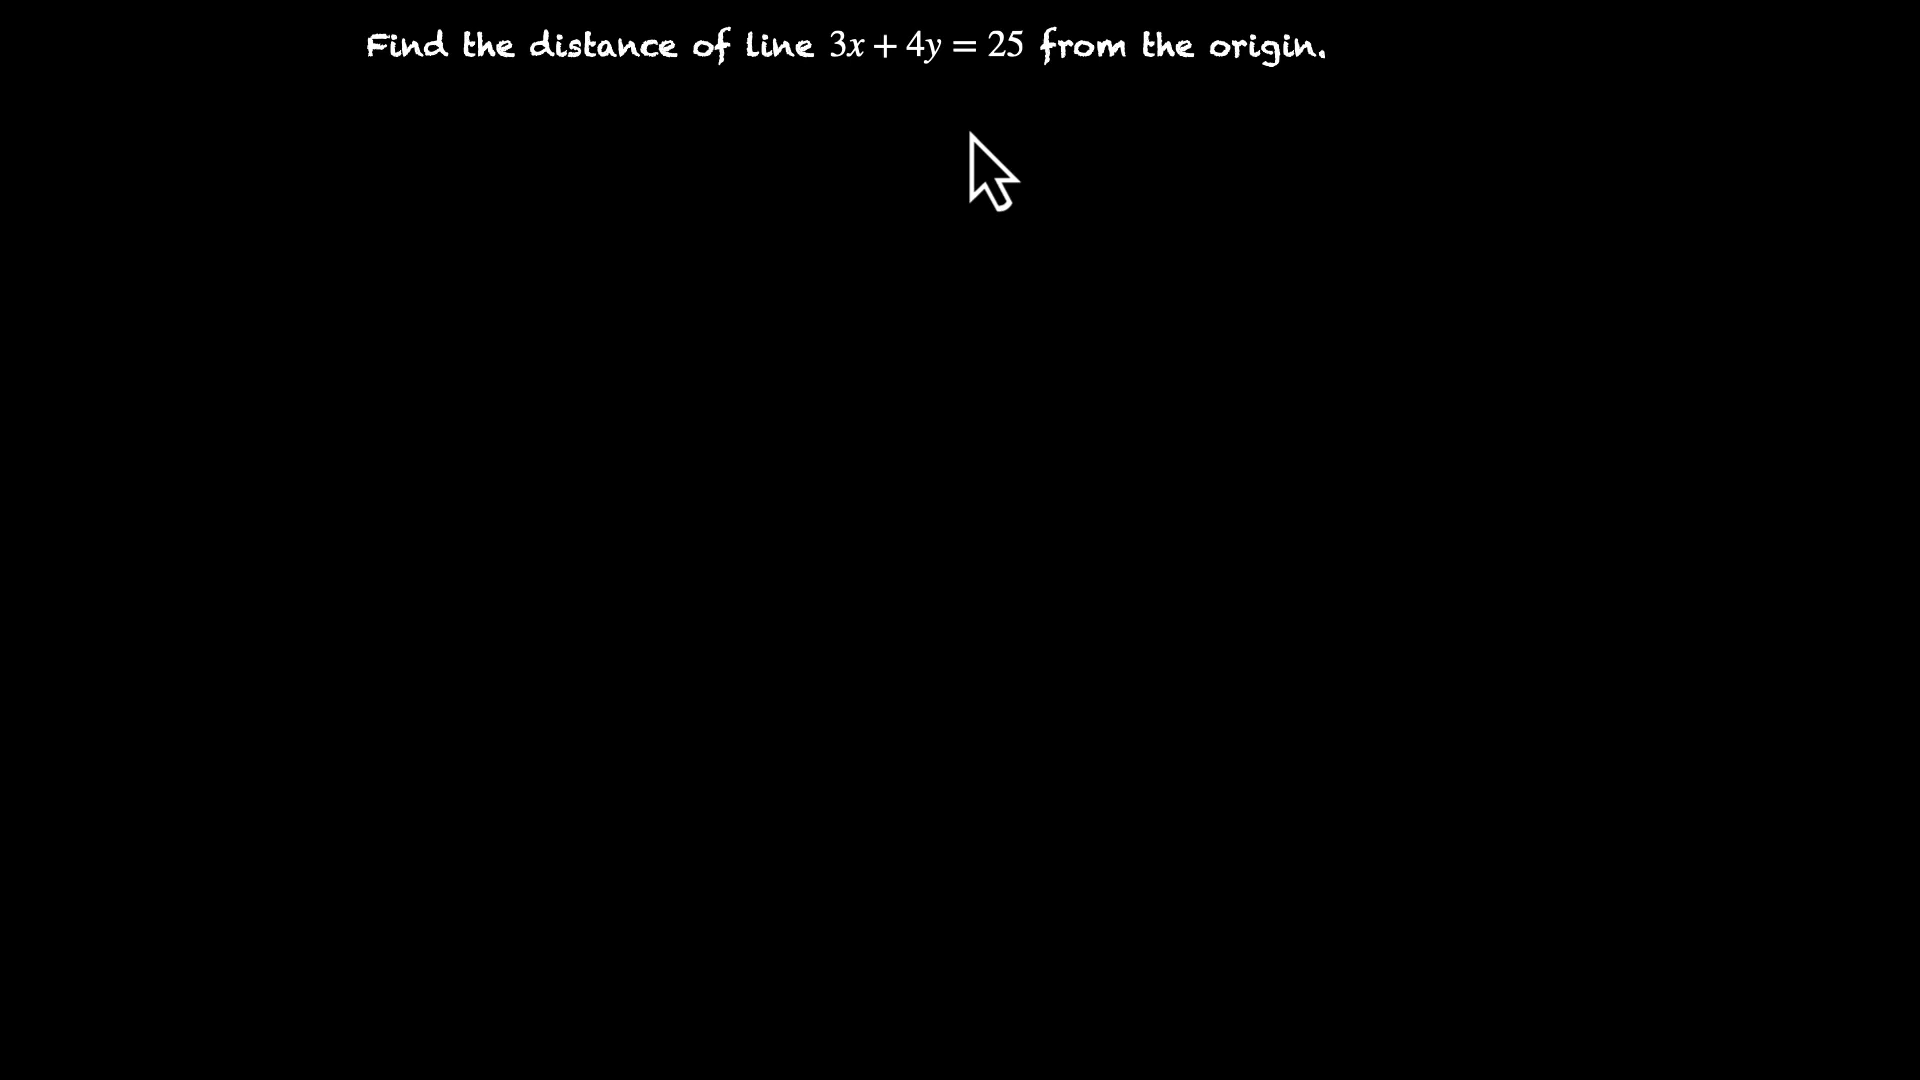 Find the distance of line 3x + 4y = 25 from the origin.